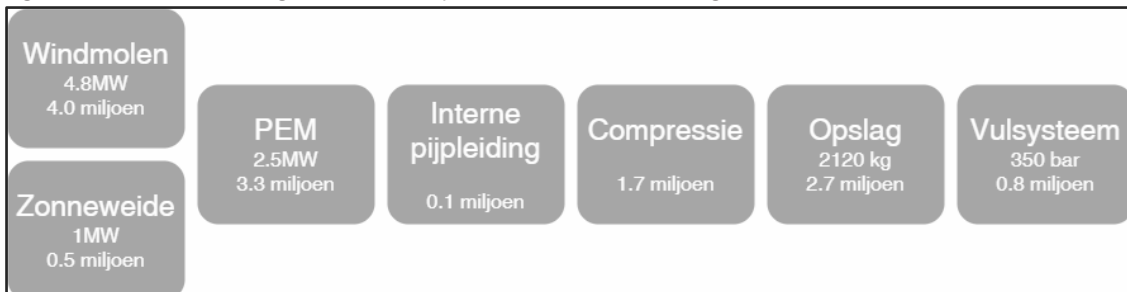 Windmolen
4.8MW
4.0 miljoen
Zonneweide
1MW
0.5 miljoen
PEM
2.5MW
3.3 miljoen
Interne
pijpleiding
0.1 miljoen
Compressie
1.7 miljoen
Opslag
2120 kg
2.7 miljoen
Vulsysteem
350 bar
0.8 miljoen